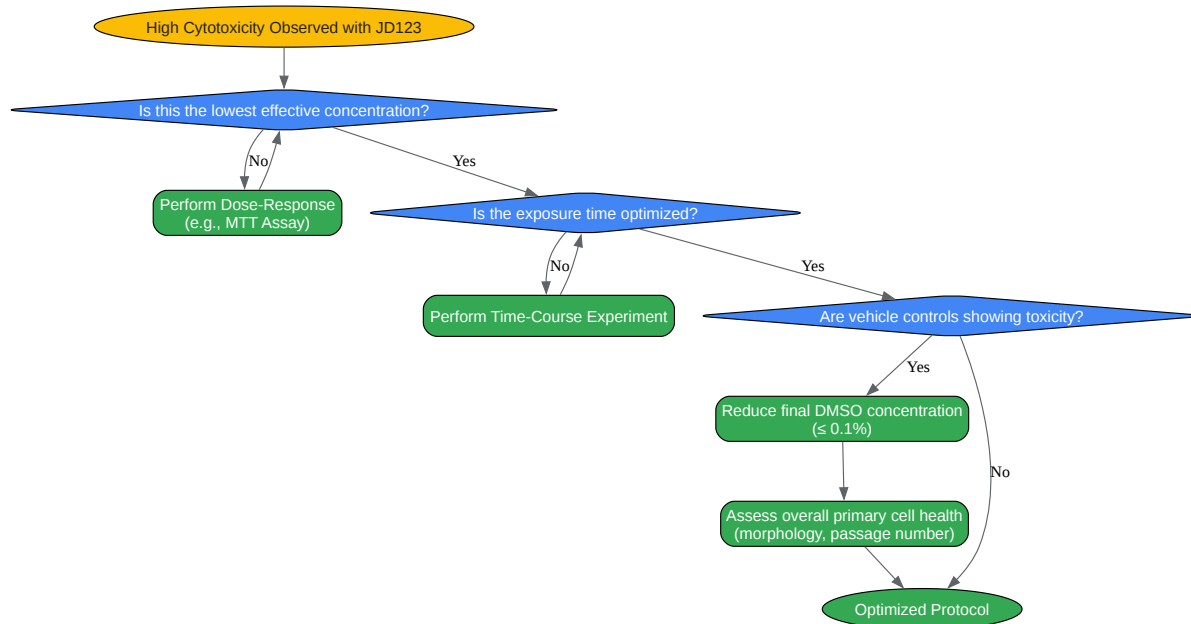 High Cytotoxicity Observed with JD123
Is this the lowest effective concentration?
No
Yes
Perform Dose-Response
(e.g., MTT Assay)
Is the exposure time optimized?
No
Yes
Perform Time-Course Experiment
Are vehicle controls showing toxicity?
Yes
Reduce final DMSO concentration
(≤ 0.1%)
No
Assess overall primary cell health
(morphology, passage number)
Optimized Protocol